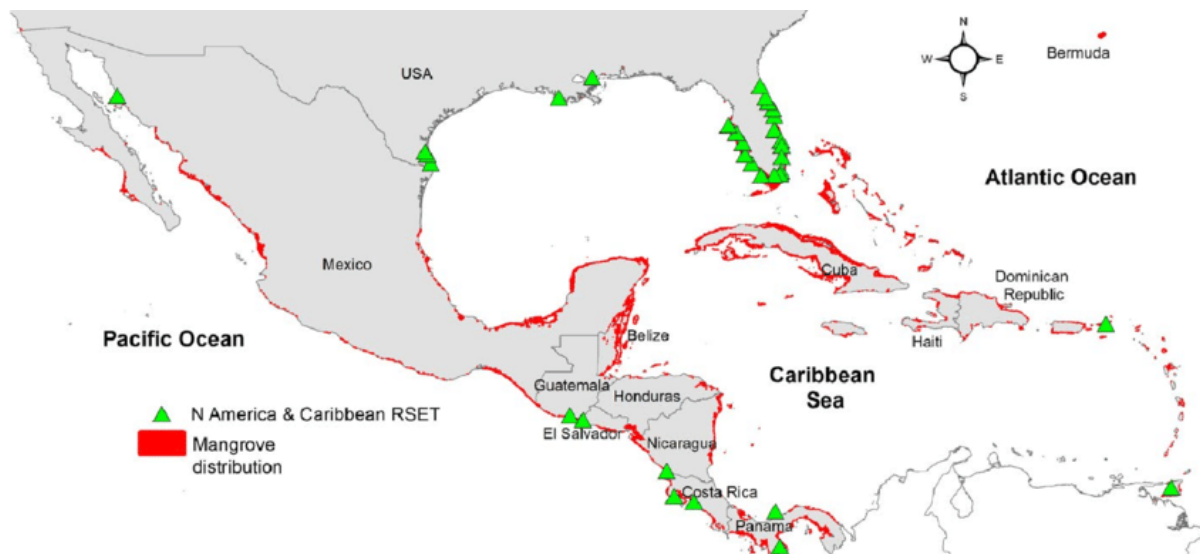 N
W E
S
Bermuda
USA
Atlantic Ocean
Mexico
Cuba
Dominican
Republic
Haiti
Pacific Ocean
Belize
Caribbean
Sea
Guatemala
Honduras
N America & Caribbean RSET
El Salvador
Nicaragua
Mangrove
distribution
Costa Rica
Panama